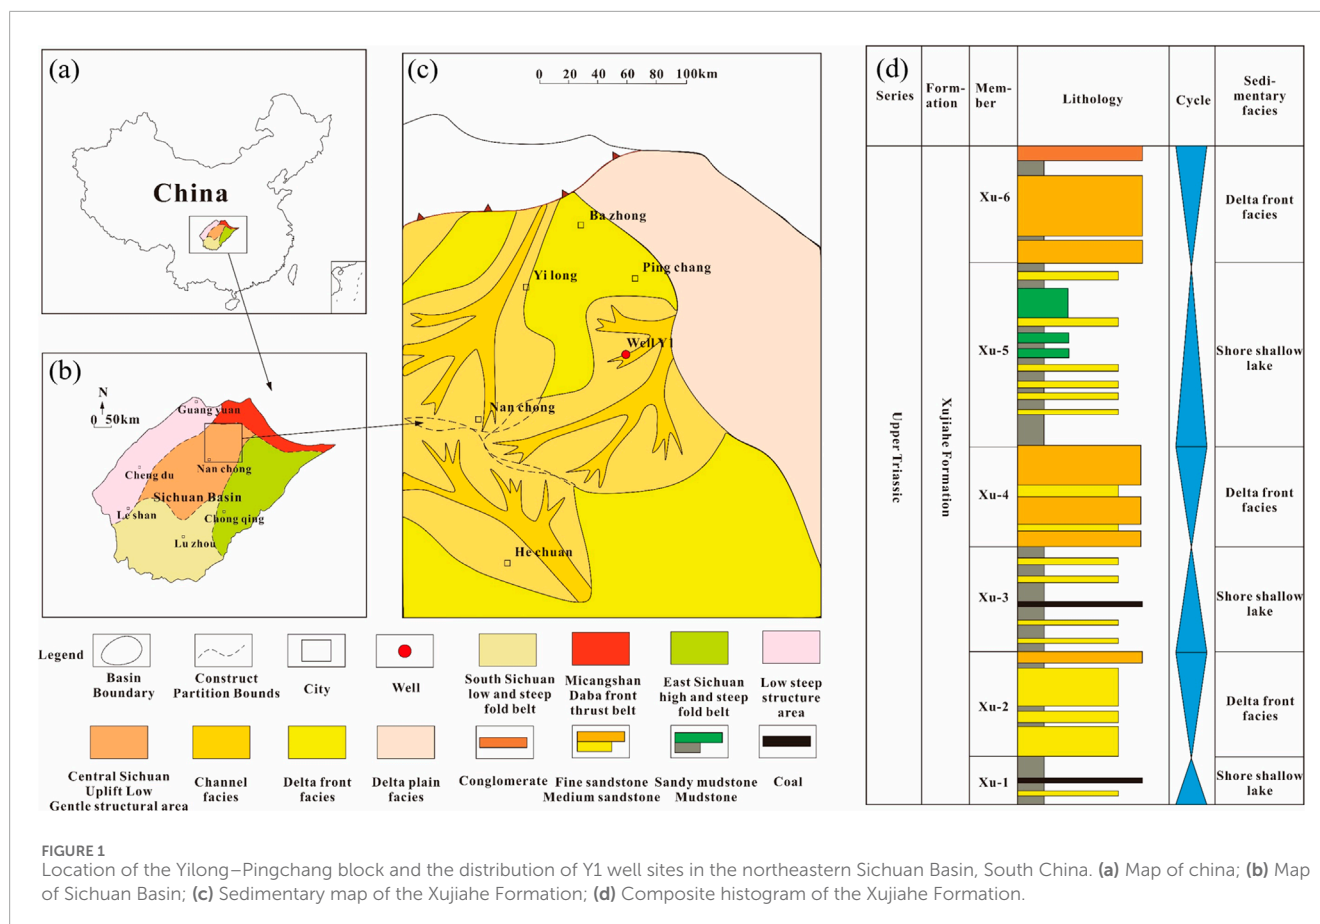 (a)
China
(b)
N
0 50km
Guang yuan
Cheng du
Nan chong
Sichuan Basin
Le shan
Chong qing
Lu zhou
(c)
0 20 40 60 80 100km
Ba zhong
Yi long
Ping chang
Well Y1
Nan chong
He chuan
(d)
Series
Form-
ation
Mem-
ber
Lithology
Cycle
Sedi-
mentary
facies
Upper Triassic
Xujiahe Formation
Xu-6
Delta front
facies
Xu-5
Shore shallow
lake
Xu-4
Delta front
facies
Xu-3
Shore shallow
lake
Xu-2
Delta front
facies
Xu-1
Shore shallow
lake
Legend
Basin
Boundary
Construct
Partition Bounds
City
Well
South Sichuan
low and steep
fold belt
Micangshan
Daba front
thrust belt
East Sichuan
high and steep
fold belt
Low steep
structure
area
Central Sichuan
Uplift Low
Gentle structural area
Channel
facies
Delta front
facies
Delta plain
facies
Conglomerate
Fine sandstone
Medium sandstone
Sandy mudstone
Mudstone
Coal
FIGURE 1
Location of the Yilong–Pingchang block and the distribution of Y1 well sites in the northeastern Sichuan Basin, South China. (a) Map of china; (b) Map
of Sichuan Basin; (c) Sedimentary map of the Xujiahe Formation; (d) Composite histogram of the Xujiahe Formation.